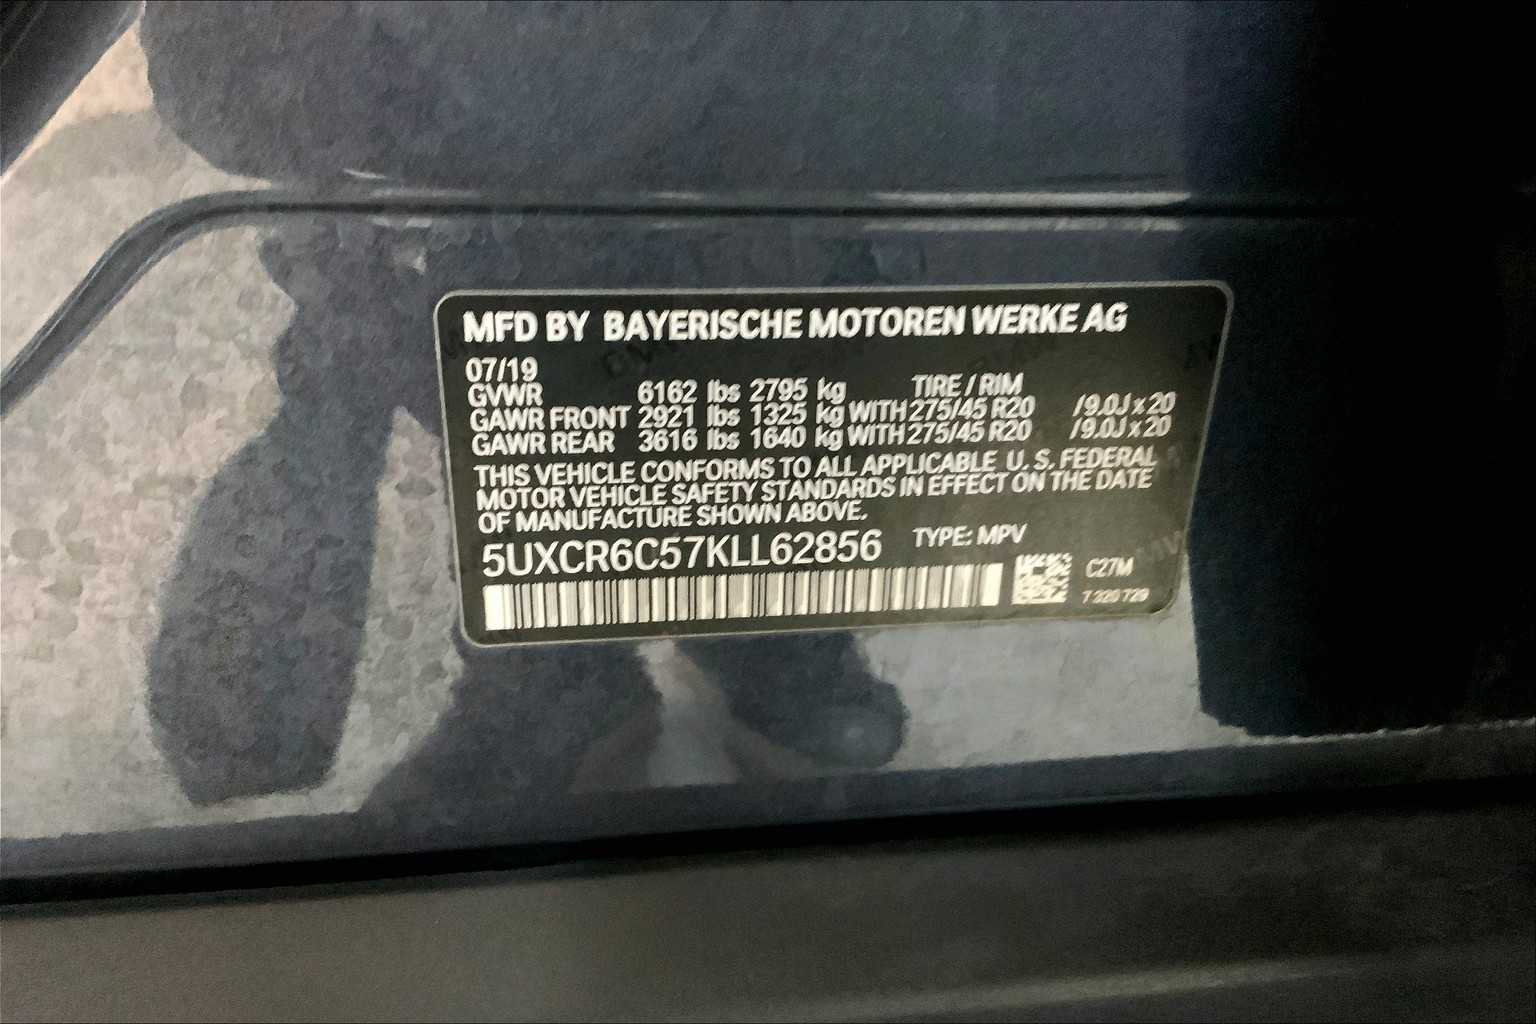 MFD BY BAYERISCHE MOTOREN WERKE AG
07/19
GVWR 6162 lbs 2795 kg TIRE / RIM
GAWR FRONT 2921 lbs 1325 kg WITH 275/45 R20 /9.0J x 20
GAWR REAR 3616 lbs 1640 kg WITH 275/45 R20 /9.0J x 20
THIS VEHICLE CONFORMS TO ALL APPLICABLE U.S. FEDERAL
MOTOR VEHICLE SAFETY STANDARDS IN EFFECT ON THE DATE
OF MANUFACTURE SHOWN ABOVE.
5UXCR6C57KLL62856 TYPE: MPV
C27M
7 320 729